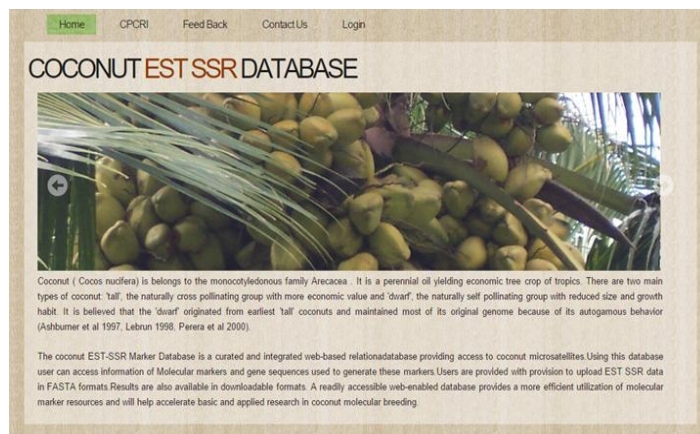 Home CPCRI Feed Back Contact Us Login
COCONUT EST SSR DATABASE
Coconut ( Cocos nucifera) is belongs to the monocotyledonous family Arecacea . It is a perennial oil yielding economic tree crop of tropics. There are two main
types of coconut: 'tall', the naturally cross pollinating group with more economic value and 'dwarf', the naturally self pollinating group with reduced size and growth
habit. It is believed that the 'dwarf' originated from earliest 'tall' coconuts and maintained most of its original genome because of its autogamous behavior
(Ashburner et al 1997, Lebrun 1998, Perera et al 2000).
The coconut EST-SSR Marker Database is a curated and integrated web-based relationadatabase providing access to coconut microsatellites.Using this database
user can access information of Molecular markers and gene sequences used to generate these markers.Users are provided with provision to upload EST SSR data
in FASTA formats.Results are also available in downloadable formats. A readily accessible web-enabled database provides a more efficient utilization of molecular
marker resources and will help accelerate basic and applied research in coconut molecular breeding.